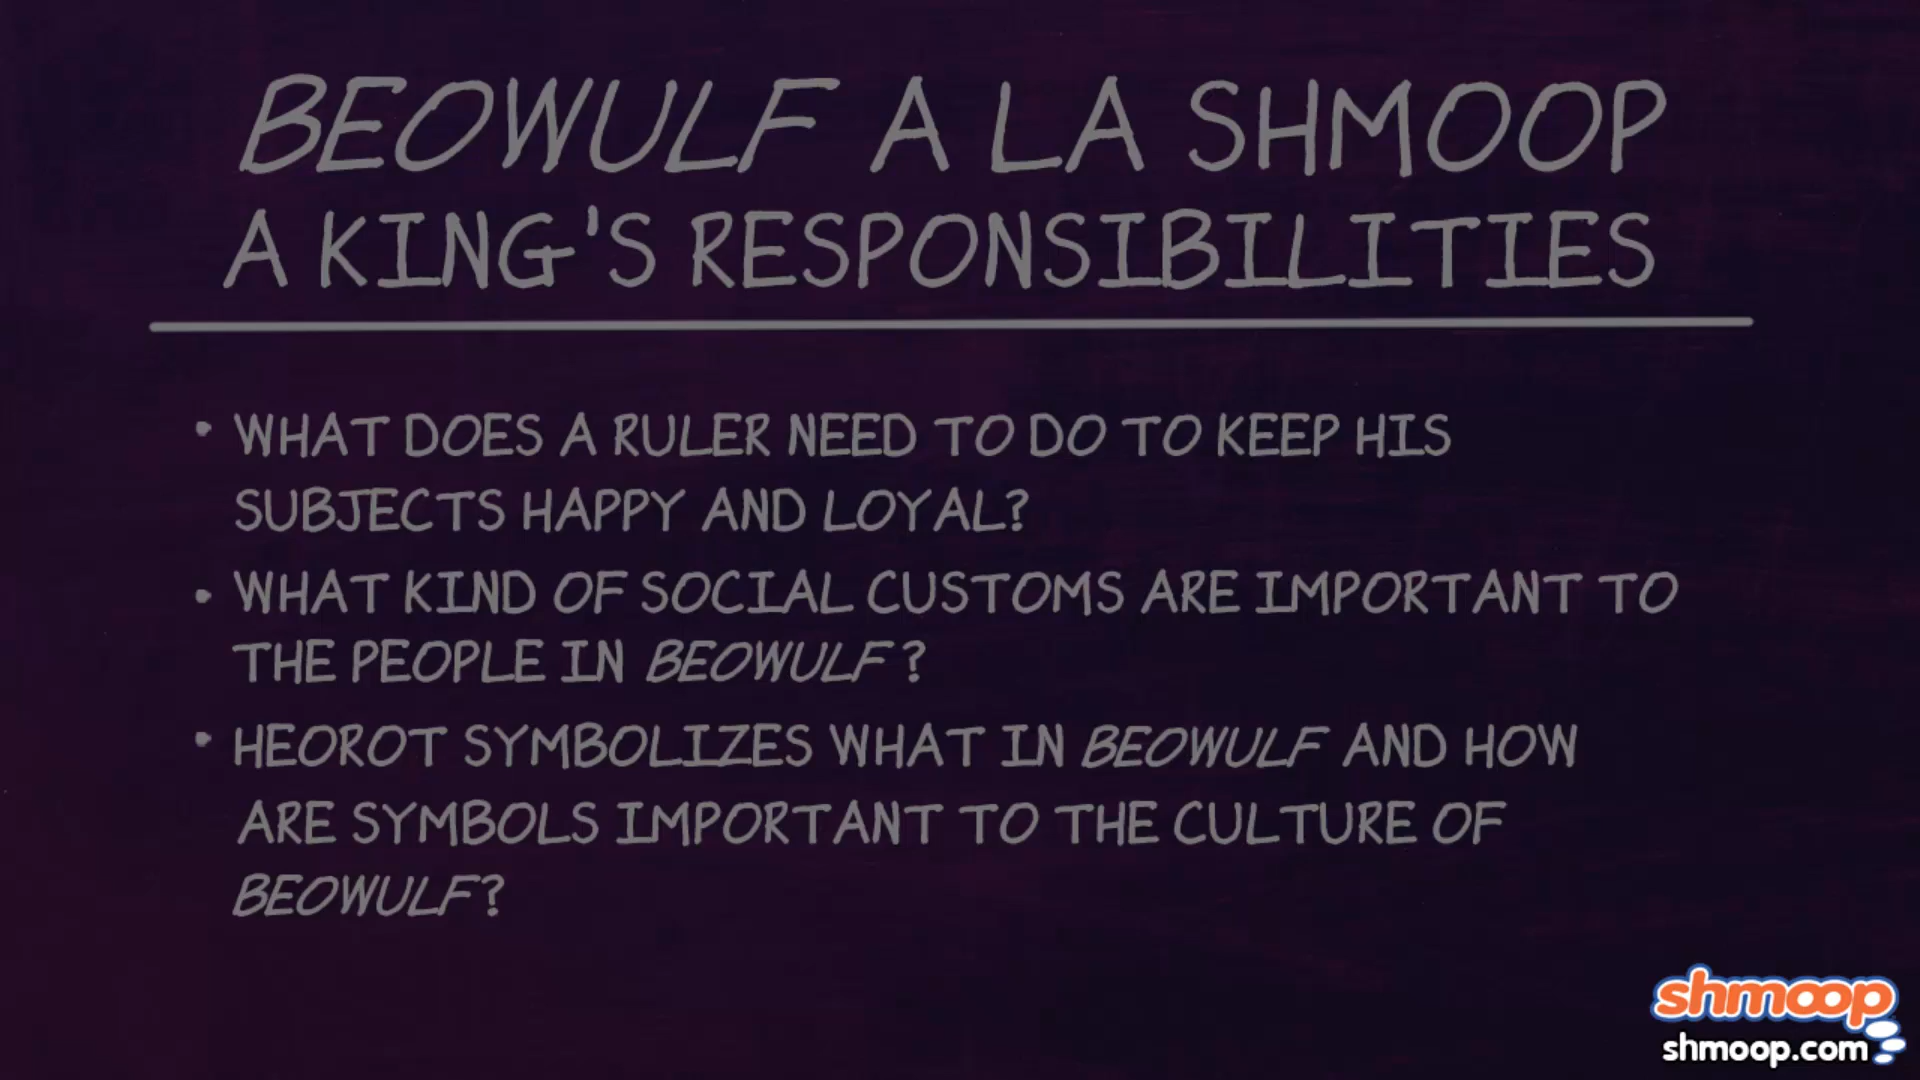 BEOWULF A LA SHMOOP
A KING'S RESPONSIBILITIES
• WHAT DOES A RULER NEED TO DO TO KEEP HIS
SUBJECTS HAPPY AND LOYAL?
• WHAT KIND OF SOCIAL CUSTOMS ARE IMPORTANT TO
THE PEOPLE IN BEOWULF?
• HEOROT SYMBOLIZES WHAT IN BEOWULF AND HOW
ARE SYMBOLS IMPORTANT TO THE CULTURE OF
BEOWULF?
shmoop
shmoop.com